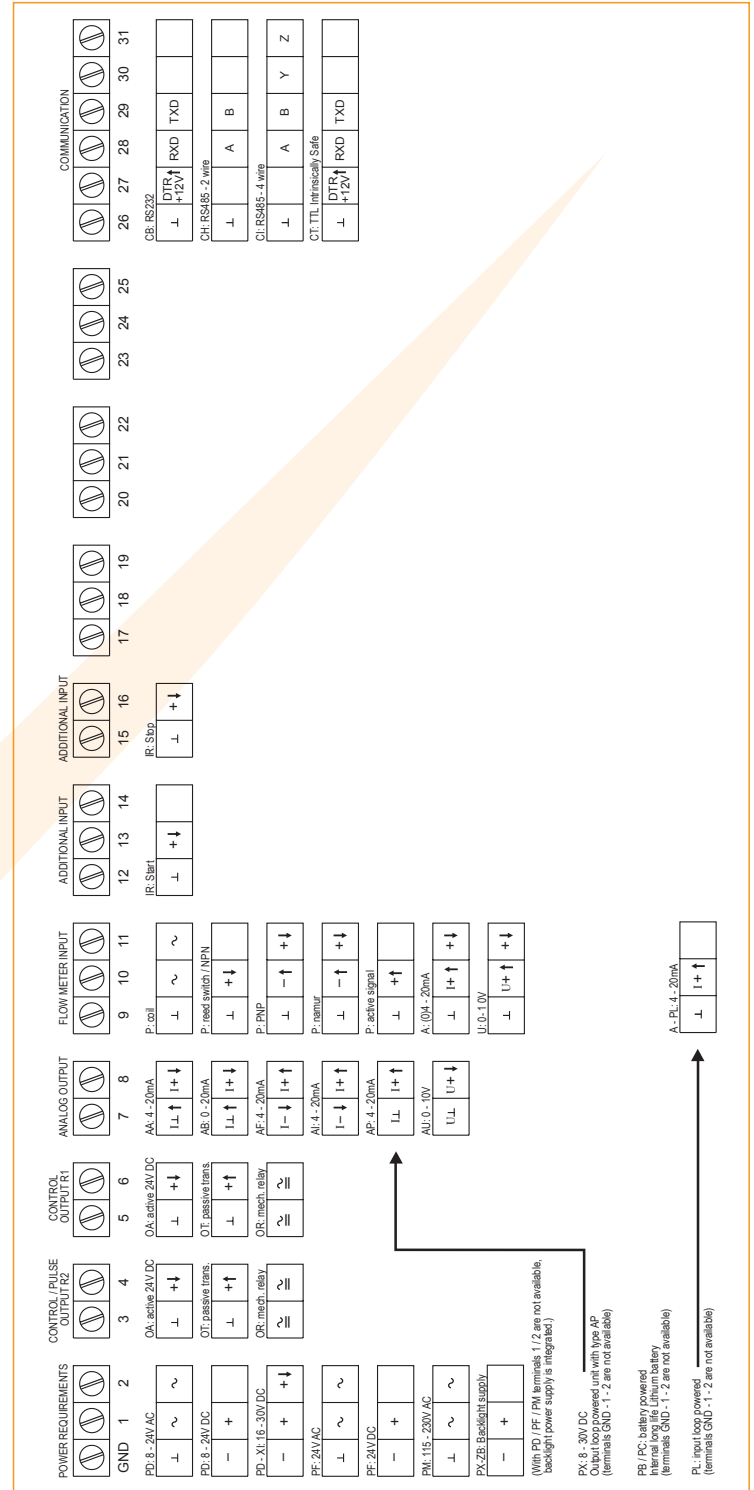 POWER REQUIREMENTS
GND 1 2
PD: 8 - 24V AC
⊥ ~ ~
PD: 8 - 24V DC
− +
PD - XI: 16 - 30V DC
− + +↓
PF: 24V AC
⊥ ~ ~
PF: 24V DC
− +
PM: 115 - 230V AC
⊥ ~ ~
PX-ZB: Backlight supply
− +
(With PD / PF / PM terminals 1 / 2 are not available,
backlight power supply is integrated.)
PX: 8 - 30V DC
Output loop powered unit with type AP
(terminals GND - 1 - 2 are not available)
PB / PC: battery powered
Internal long life Lithium battery
(terminals GND - 1 - 2 are not available)
PL: input loop powered
(terminals GND - 1 - 2 are not available)
CONTROL / PULSE
OUTPUT R2
3 4
OA: active 24V DC
⊥ +↓
OT: passive trans.
⊥ +↑
OR: mech. relay
CONTROL
OUTPUT R1
5 6
OA: active 24V DC
⊥ +↓
OT: passive trans.
⊥ +↑
OR: mech. relay
ANALOG OUTPUT
7 8
AA: 4 - 20mA
I⊥↑ I+↓
AB: 0 - 20mA
I⊥↑ I+↓
AF: 4 - 20mA
I−↓ I+↑
AI: 4 - 20mA
I−↓ I+↑
AP: 4 - 20mA
I⊥ I+↑
AU: 0 - 10V
U⊥ U+↓
FLOW METER INPUT
9 10 11
P: coil
⊥ ~ ~
P: reed switch / NPN
⊥ +↓
P: PNP
⊥ −↑ +↓
P: namur
⊥ −↑ +↓
P: active signal
⊥ +↑
A: (0)4 - 20mA
⊥ I+↑ +↓
U: 0-1 0V
⊥ U+↑ +↓
A - PL: 4 - 20mA
⊥ I+↑
ADDITIONAL INPUT
12 13 14
IR: Start
⊥ +↓
ADDITIONAL INPUT
15 16
IR: Stop
⊥ +↓
17 18 19
20 21 22
23 24 25
COMMUNICATION
26 27 28 29 30 31
CB: RS232
⊥ DTR +12V↑ RXD TXD
CH: RS485 - 2 wire
⊥ A B
CI: RS485 - 4 wire
⊥ A B Y Z
CT: TTL Intrinsically Safe
⊥ DTR +12V↑ RXD TXD